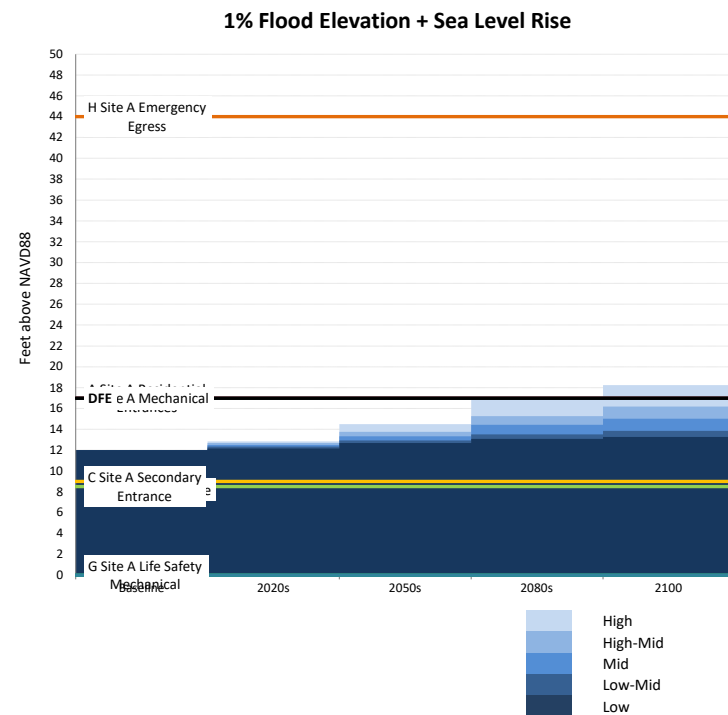 1% Flood Elevation + Sea Level Rise
50
48
46
44
42
40
38
36
34
32
30
28
26
24
22
20
18
16
14
12
10
8
6
4
2
0
Feet above NAVD88
H Site A Emergency
Egress
DFE e A Mechanical
C Site A Secondary
Entrance
e
G Site A Life Safety
Mechanical
Baseline
2020s
2050s
2080s
2100
High
High-Mid
Mid
Low-Mid
Low